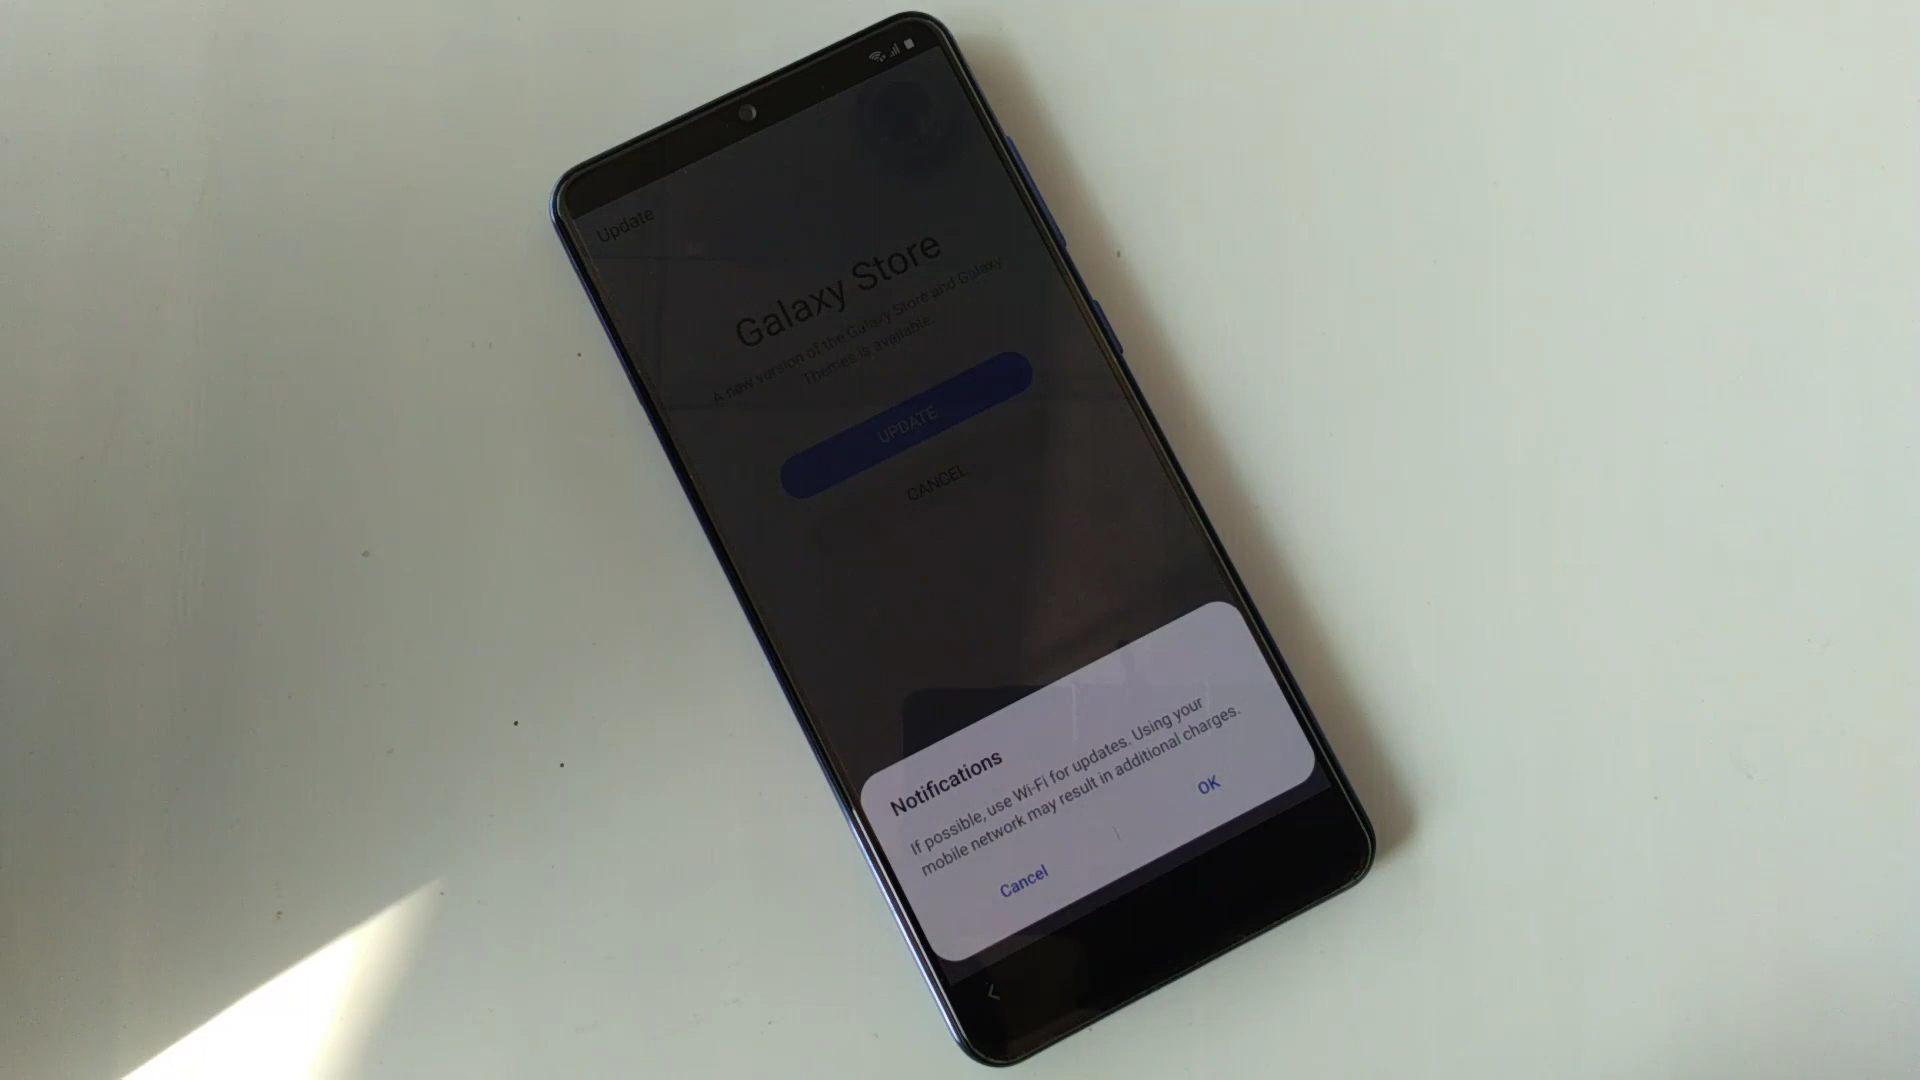 Update
Galaxy Store
A new version of the Galaxy Store and Galaxy
Themes is available.
UPDATE
CANCEL
Notifications
If possible, use Wi-Fi for updates. Using your
mobile network may result in additional charges.
Cancel
OK